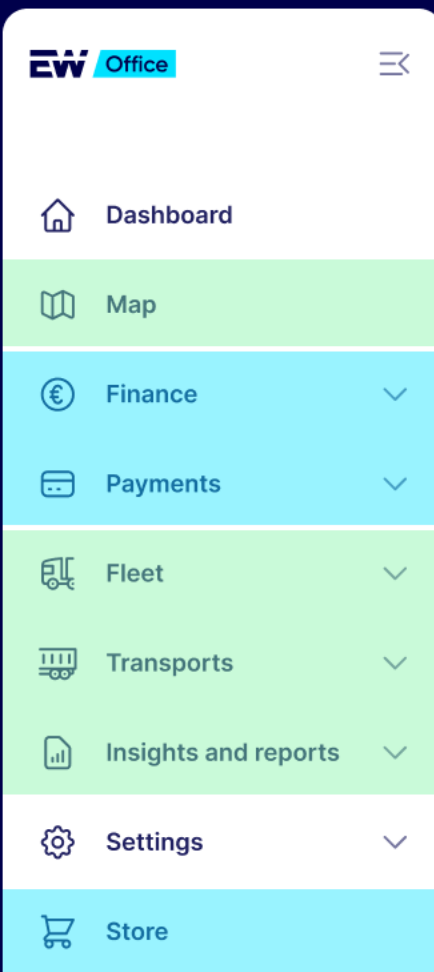 EW Office
Dashboard
Map
Finance
Payments
Fleet
Transports
Insights and reports
Settings
Store